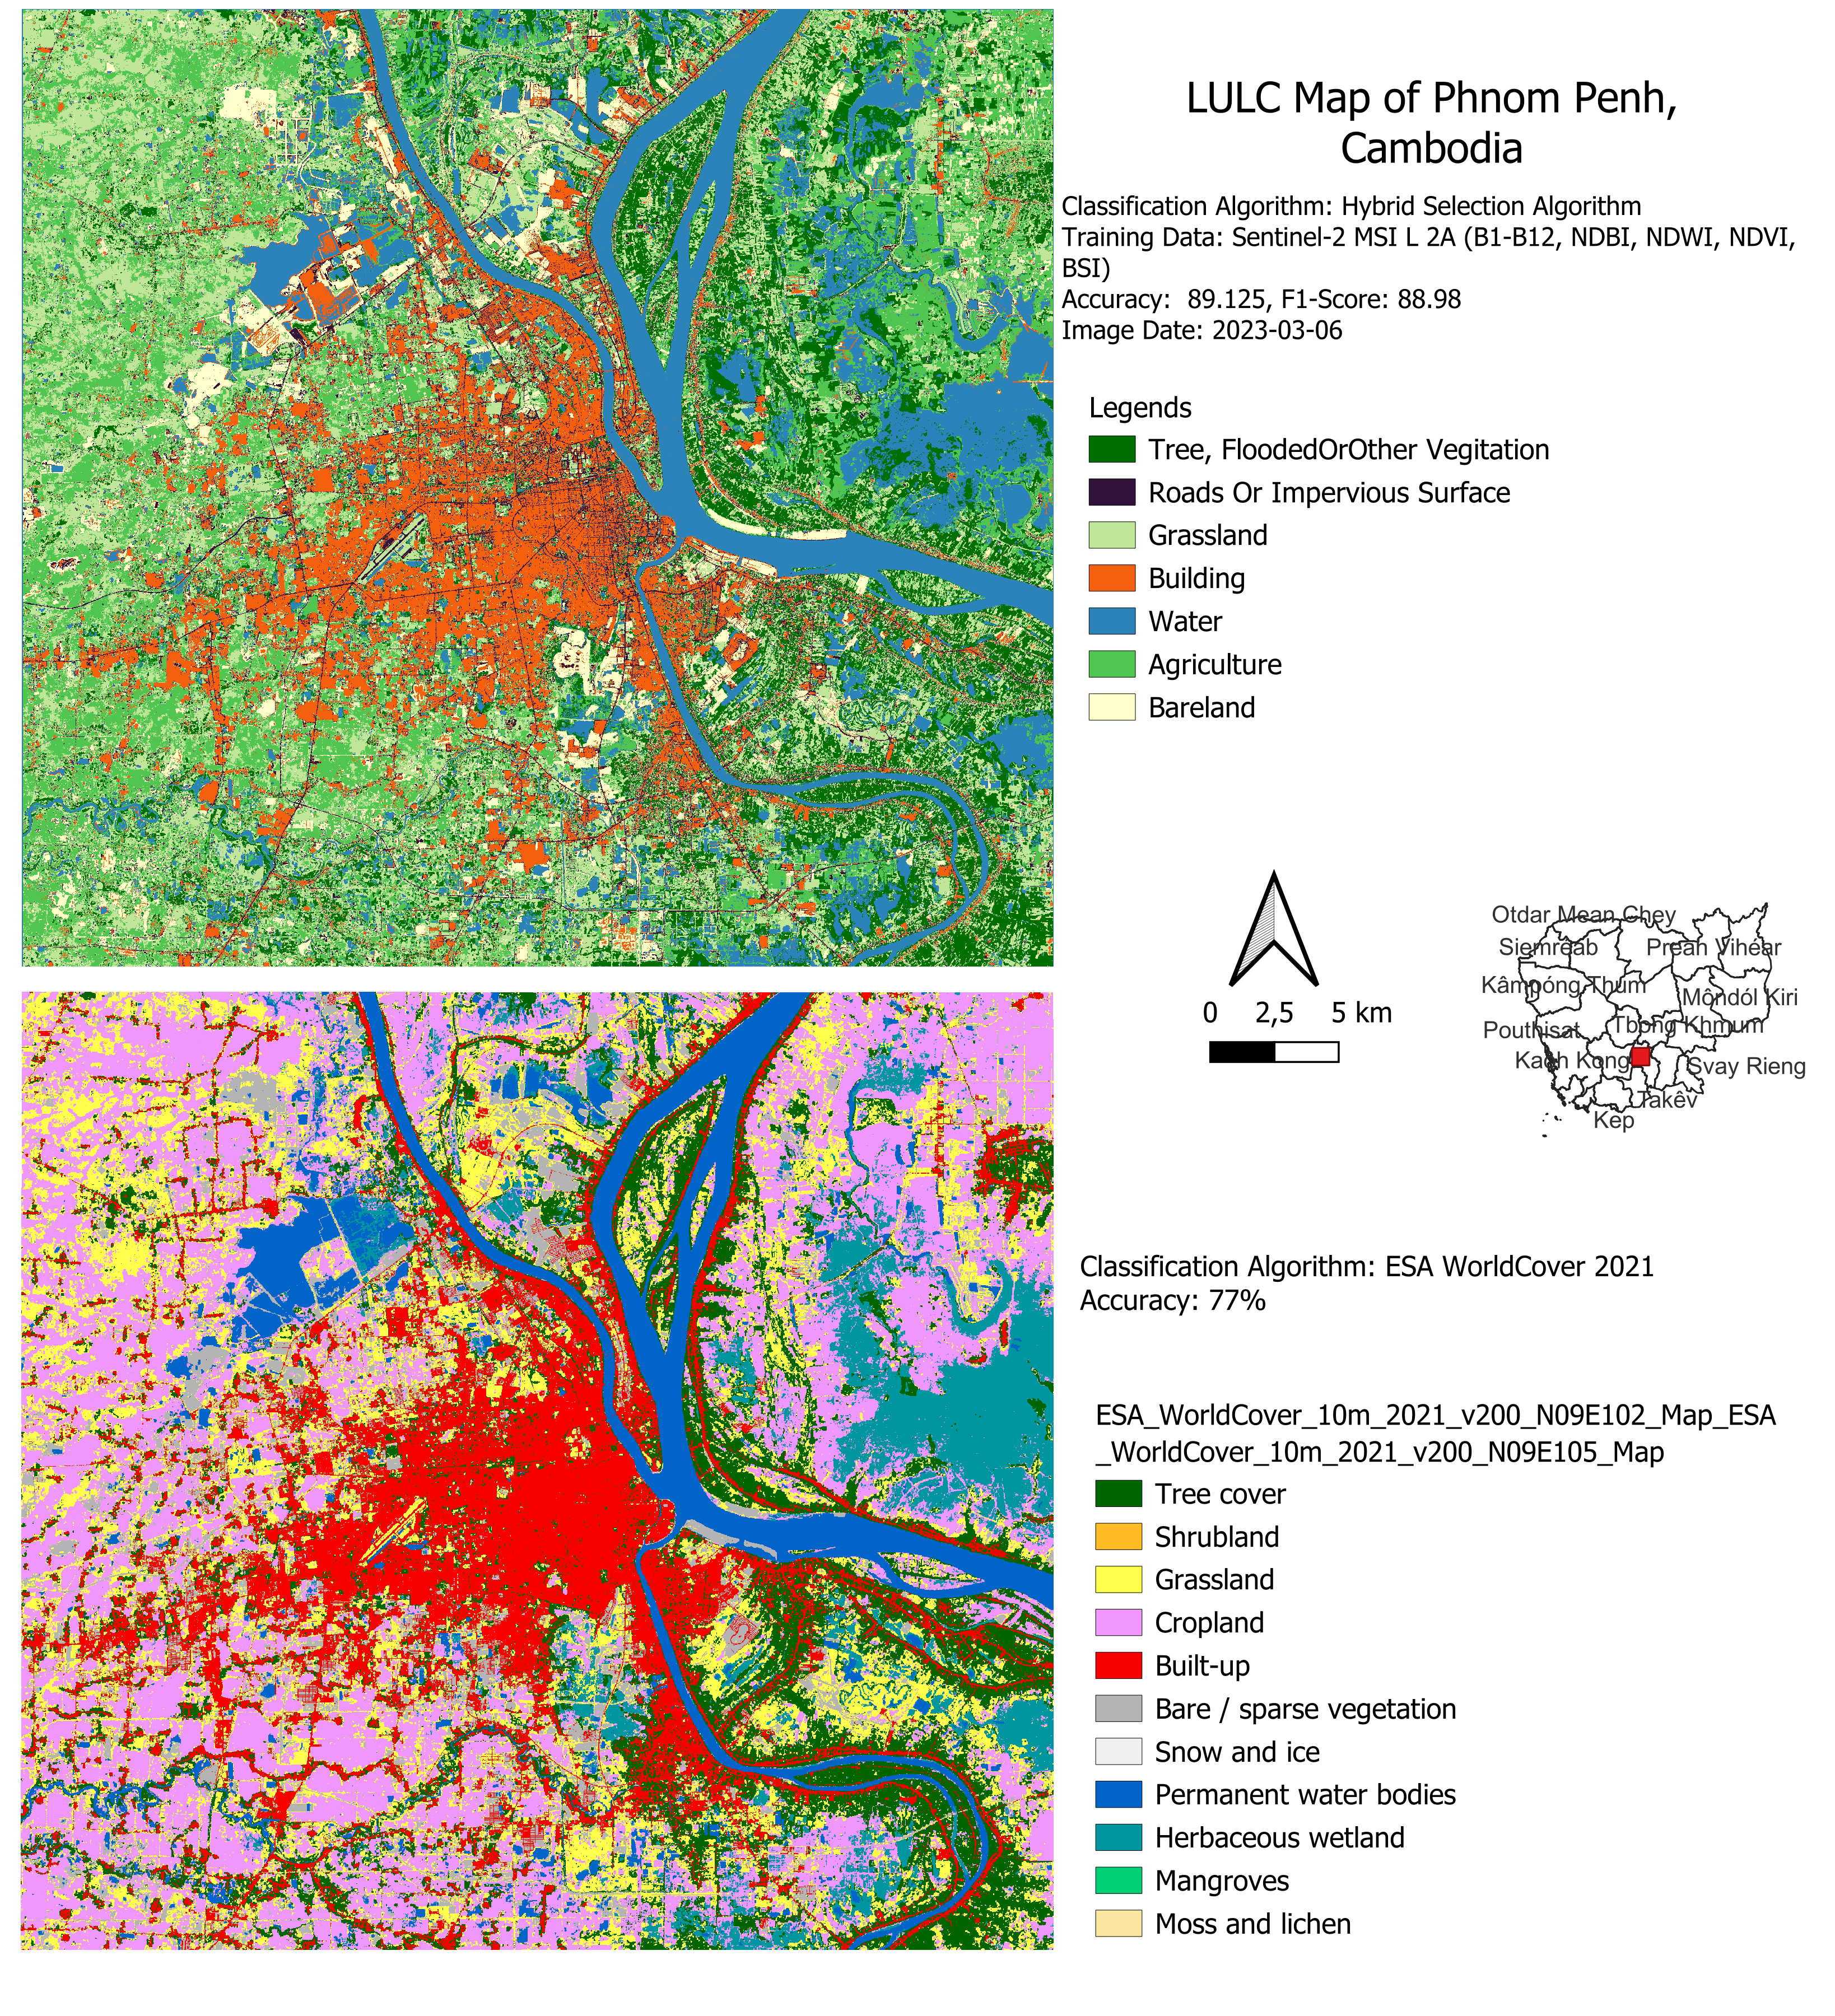 LULC Map of Phnom Penh,
Cambodia
Classification Algorithm: Hybrid Selection Algorithm
Training Data: Sentinel-2 MSI L 2A (B1-B12, NDBI, NDWI, NDVI,
BSI)
Accuracy:  89.125, F1-Score: 88.98
Image Date: 2023-03-06
Legends
Tree, FloodedOrOther Vegitation
Roads Or Impervious Surface
Grassland
Building
Water
Agriculture
Bareland
0 2,5 5 km
Otdar Mean Chey
Siemréab Preah Vihéar
Kâmpóng Thum
Môndól Kiri
Pouthisat Tbong Khmum
Kaoh Kong Svay Rieng
Takêv
Kep
Classification Algorithm: ESA WorldCover 2021
Accuracy: 77%
ESA_WorldCover_10m_2021_v200_N09E102_Map_ESA
_WorldCover_10m_2021_v200_N09E105_Map
Tree cover
Shrubland
Grassland
Cropland
Built-up
Bare / sparse vegetation
Snow and ice
Permanent water bodies
Herbaceous wetland
Mangroves
Moss and lichen